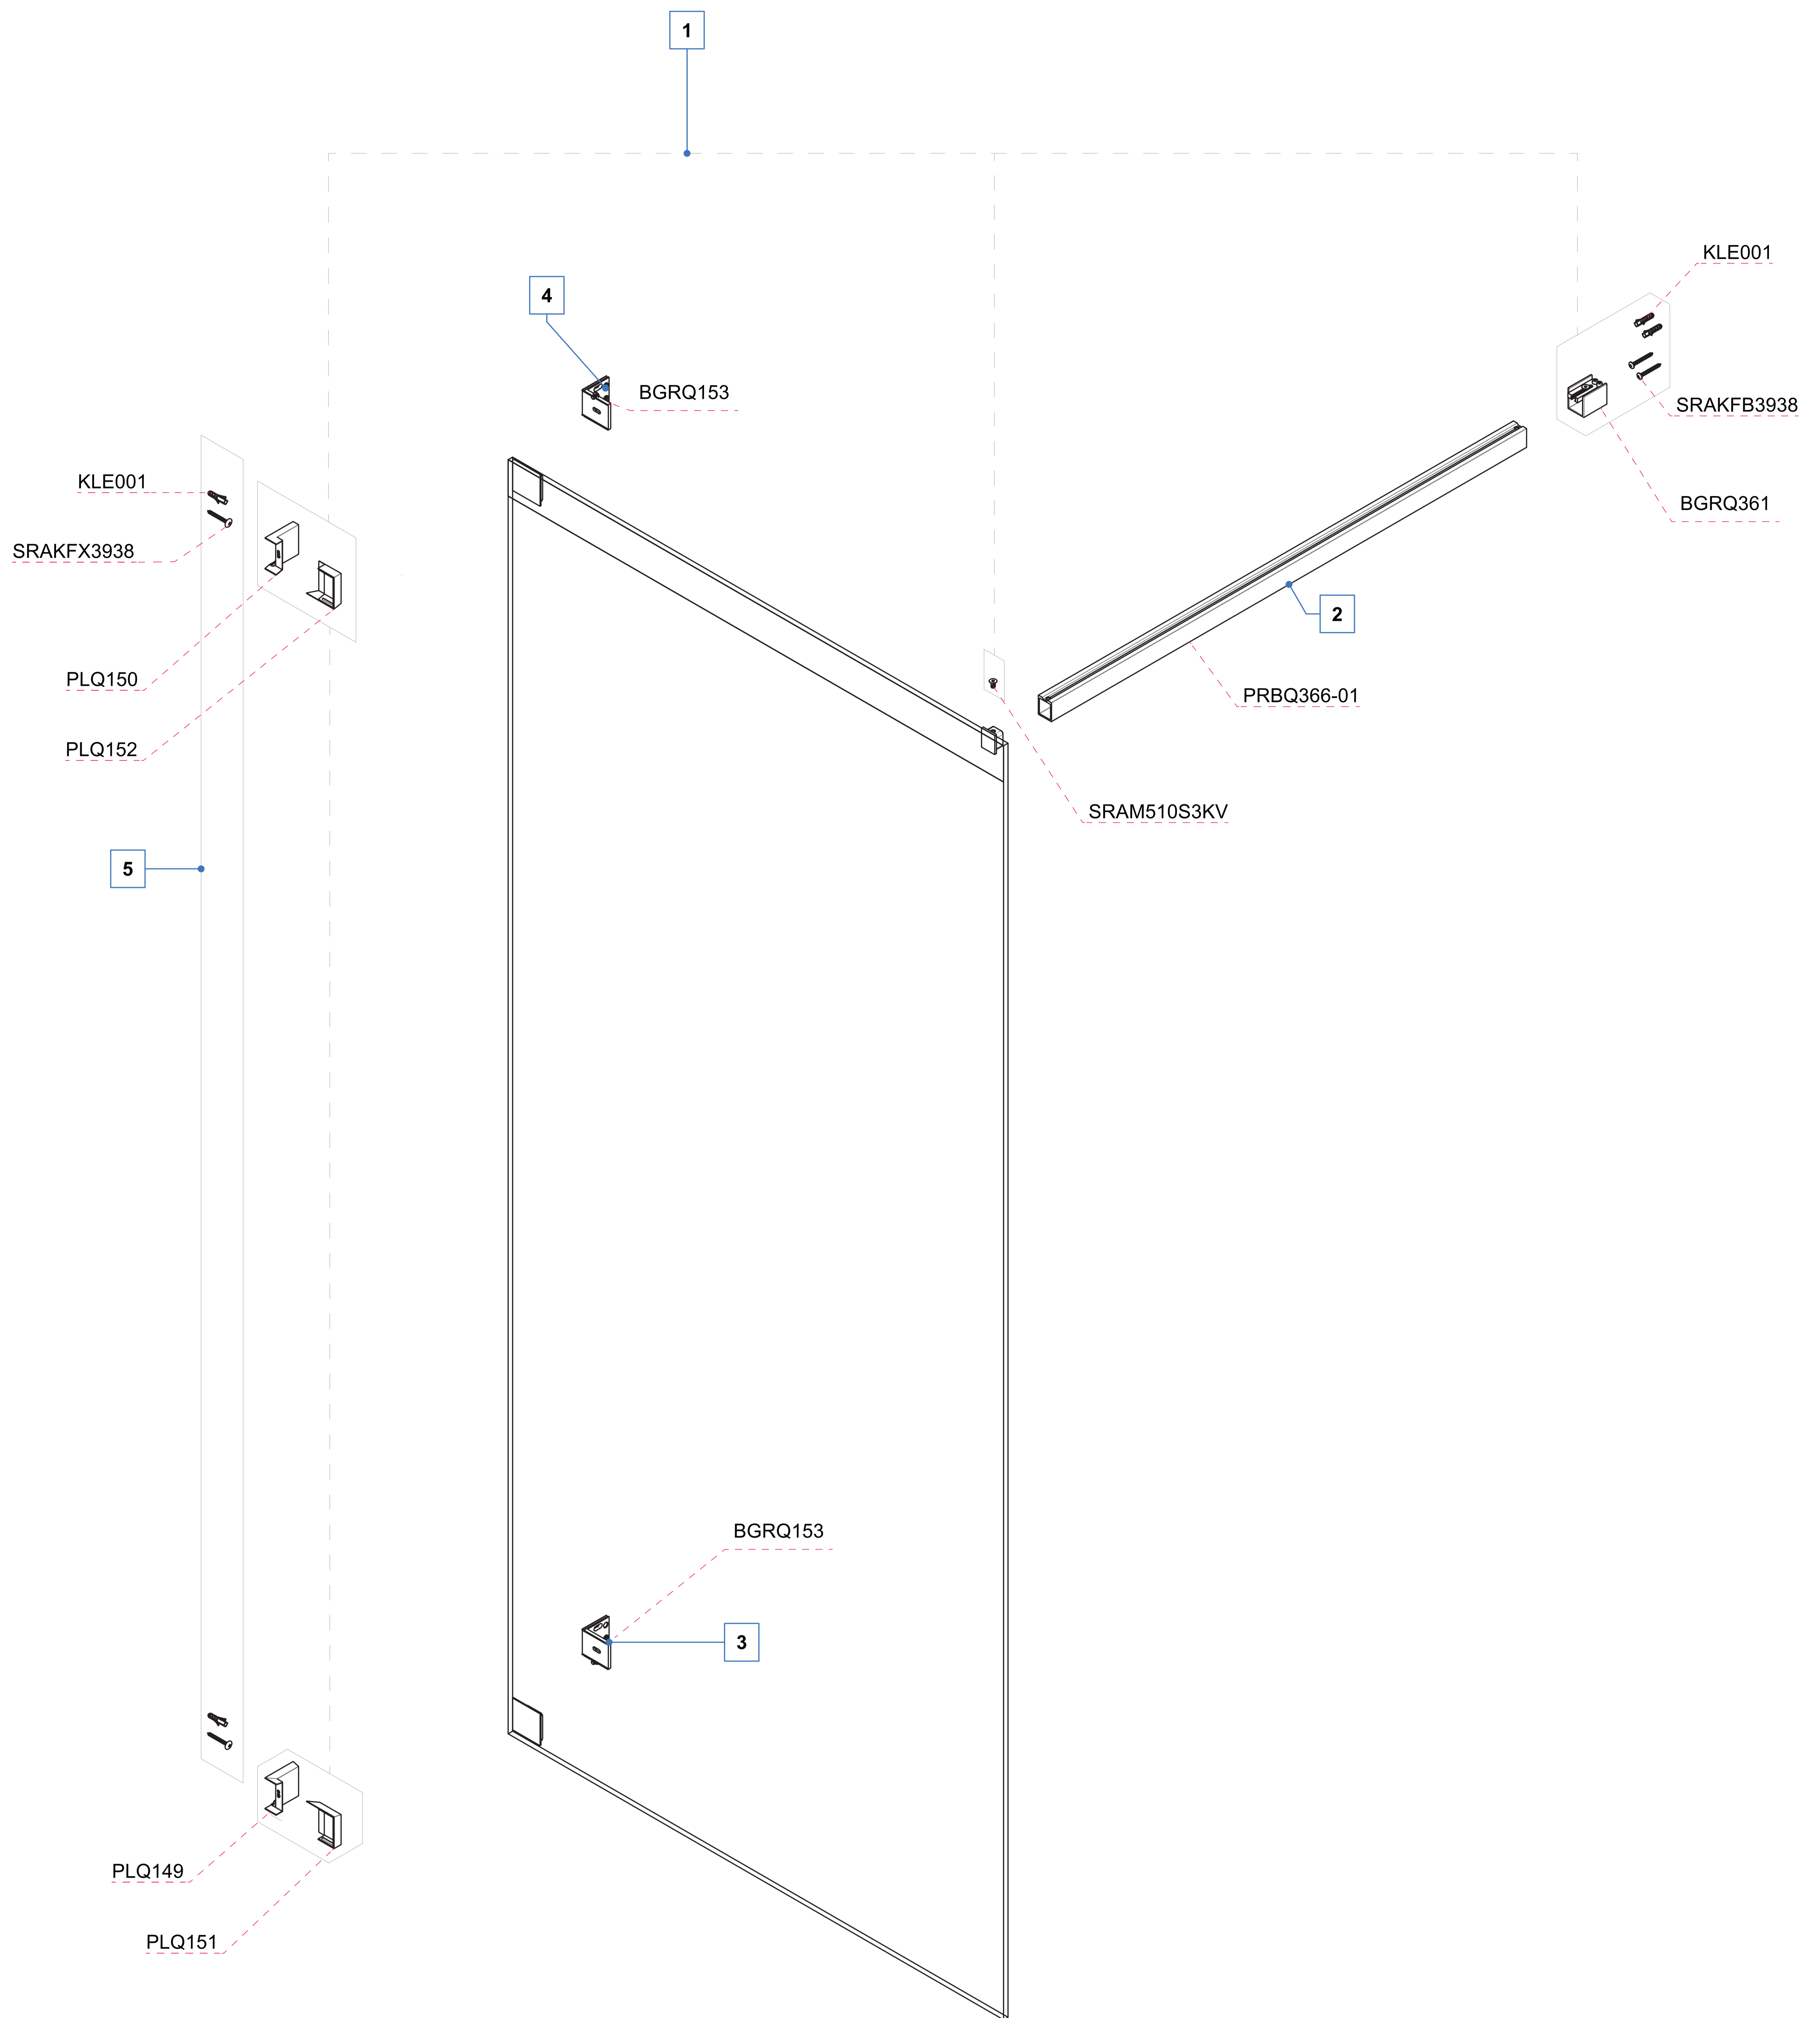 1
KLE001
4
BGRQ153
SRAKFB3938
KLE001
BGRQ361
SRAKFX3938
2
PLQ150
PRBQ366-01
PLQ152
SRAM510S3KV
5
BGRQ153
3
PLQ149
PLQ151